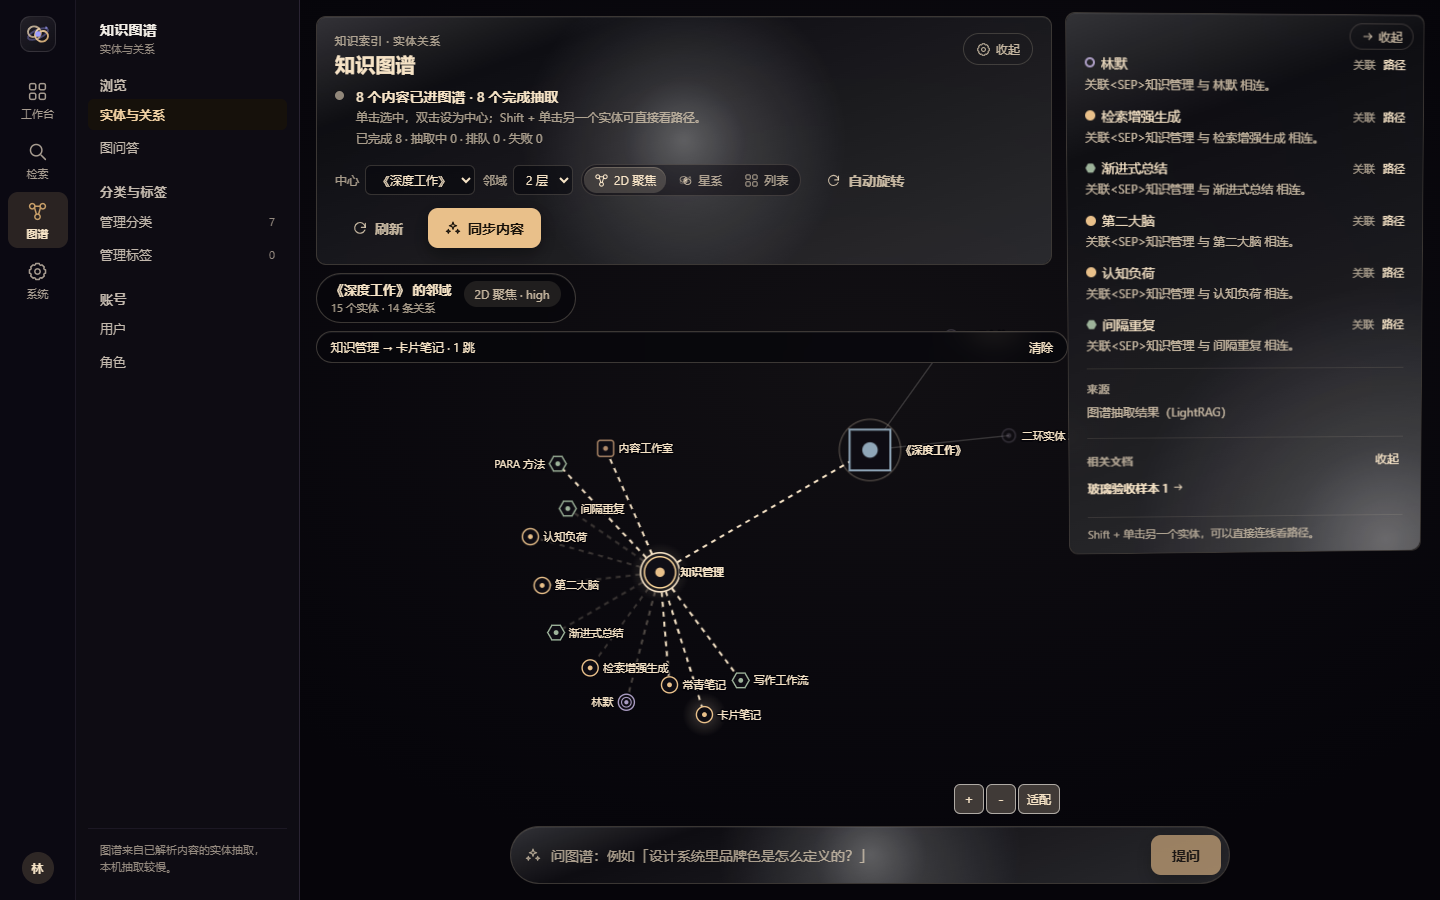 工作台
检索
图谱
系统
林
知识图谱
实体与关系
浏览
实体与关系
图问答
分类与标签
管理分类 7
管理标签 0
账号
用户
角色
图谱来自已解析内容的实体抽取,
本机抽取较慢。
知识索引 · 实体关系
收起
知识图谱
8 个内容已进图谱 · 8 个完成抽取
单击选中，双击设为中心；Shift + 单击另一个实体可直接看路径。
已完成 8 · 抽取中 0 · 排队 0 · 失败 0
中心 《深度工作》 邻域 2 层 2D 聚焦 星系 列表 自动旋转
刷新 同步内容
《深度工作》 的邻域
15 个实体 · 14 条关系
2D 聚焦 · high
知识管理 → 卡片笔记 · 1 跳 清除
内容工作室
PARA 方法
《深度工作》
二环实体
间隔重复
认知负荷
知识管理
第二大脑
渐进式总结
检索增强生成
常青笔记
写作工作流
林默
卡片笔记
+ - 适配
问图谱：例如「设计系统里品牌色是怎么定义的？」
提问
→ 收起
林默 关联 路径
关联<SEP>知识管理 与 林默 相连。
检索增强生成 关联 路径
关联<SEP>知识管理 与 检索增强生成 相连。
渐进式总结 关联 路径
关联<SEP>知识管理 与 渐进式总结 相连。
第二大脑 关联 路径
关联<SEP>知识管理 与 第二大脑 相连。
认知负荷 关联 路径
关联<SEP>知识管理 与 认知负荷 相连。
间隔重复 关联 路径
关联<SEP>知识管理 与 间隔重复 相连。
来源
图谱抽取结果（LightRAG）
相关文档 收起
玻璃验收样本 1 →
Shift + 单击另一个实体，可以直接连线看路径。